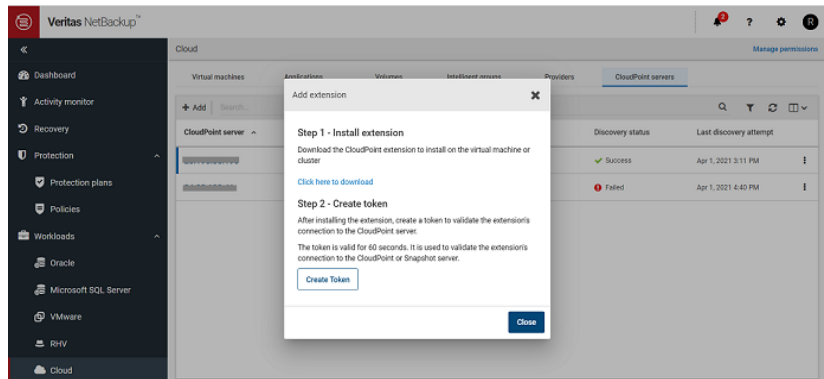 Veritas NetBackup™
2
?
R
«
Cloud
Manage permissions
Dashboard
Virtual machines
Applications
Volumes
Intelligent groups
Providers
CloudPoint servers
Activity monitor
+ Add
Search...
Recovery
CloudPoint server
Discovery status
Last discovery attempt
Protection
Success
Apr 1, 2021 3:11 PM
Protection plans
Failed
Apr 1, 2021 4:40 PM
Policies
Workloads
Oracle
Microsoft SQL Server
VMware
RHV
Cloud
Add extension
Step 1 - Install extension
Download the CloudPoint extension to install on the virtual machine or
cluster
Click here to download
Step 2 - Create token
After installing the extension, create a token to validate the extension's
connection to the CloudPoint server.
The token is valid for 60 seconds. It is used to validate the extension's
connection to the CloudPoint or Snapshot server.
Create Token
Close